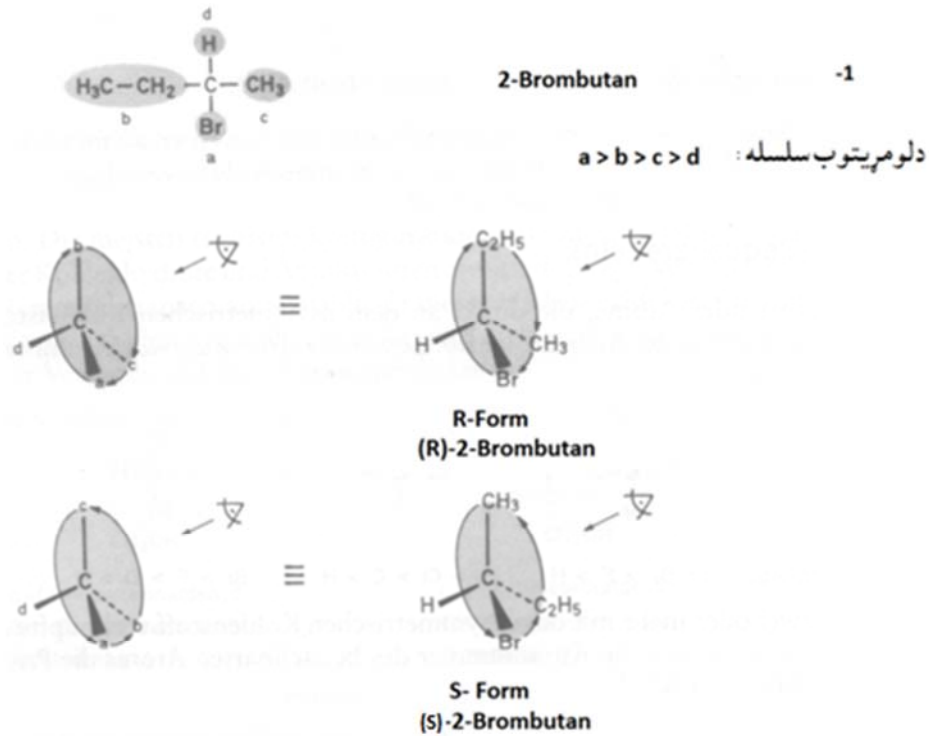 d
H
H₃C–CH₂–C–CH₃
b Br c
a
2-Brombutan -1
دلومړیتوب سلسله : a > b > c > d
b
C
d
c
a
≡
C₂H₅
C
H
CH₃
Br
R-Form
(R)-2-Brombutan
c
C
d
b
a
≡
CH₃
C
H
C₂H₅
Br
S- Form
(S)-2-Brombutan